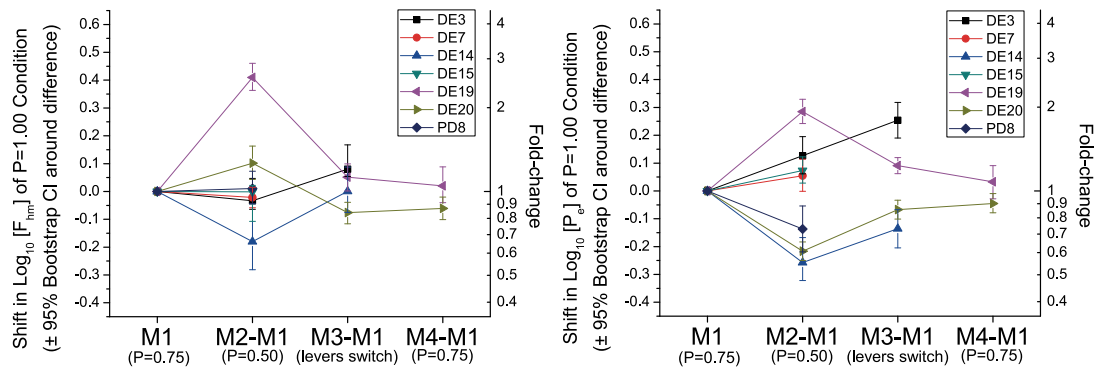 Shift in Log10 [Fhm] of P=1.00 Condition
(± 95% Bootstrap CI around difference)
0.6
0.5
0.4
0.3
0.2
0.1
0.0
-0.1
-0.2
-0.3
-0.4
DE3
DE7
DE14
DE15
DE19
DE20
PD8
4
3
2
1
0.9
0.8
0.7
0.6
0.5
0.4
Fold-change
M1 M2-M1 M3-M1 M4-M1
(P=0.75) (P=0.50) (levers switch) (P=0.75)
Shift in Log10 [Pe] of P=1.00 Condition
(± 95% Bootstrap CI around difference)
0.6
0.5
0.4
0.3
0.2
0.1
0.0
-0.1
-0.2
-0.3
-0.4
DE3
DE7
DE14
DE15
DE19
DE20
PD8
4
3
2
1
0.9
0.8
0.7
0.6
0.5
0.4
Fold-change
M1 M2-M1 M3-M1 M4-M1
(P=0.75) (P=0.50) (levers switch) (P=0.75)